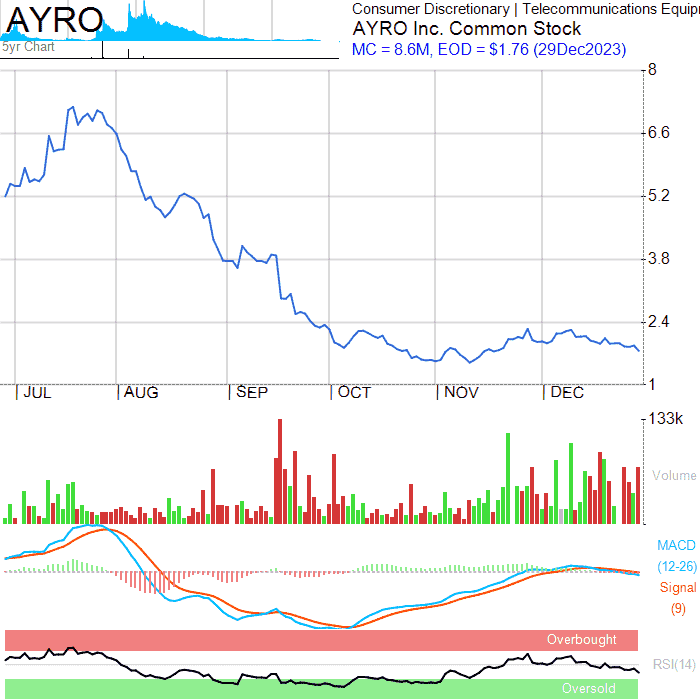 AYRO
5yr Chart
Consumer Discretionary | Telecommunications Equip
AYRO Inc. Common Stock
MC = 8.6M, EOD = $1.76 (29Dec2023)
8
6.6
5.2
3.8
2.4
1
JUL AUG SEP OCT NOV DEC
133k
Volume
MACD
(12-26)
Signal
(9)
Overbought
RSI(14)
Oversold